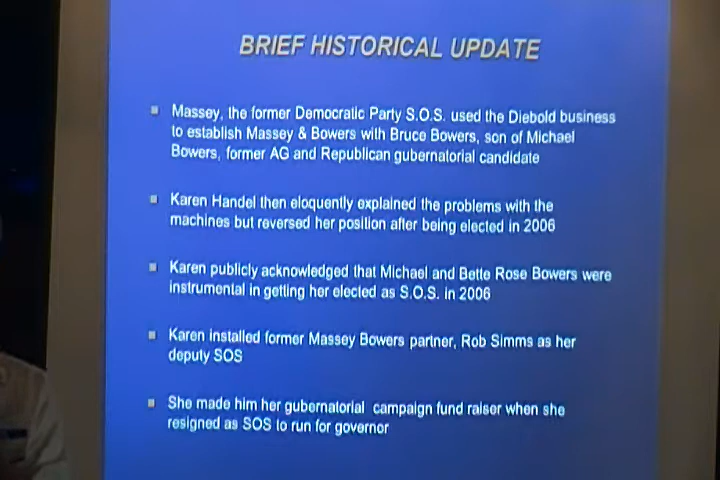 BRIEF HISTORICAL UPDATE
Massey, the former Democratic Party S.O.S. used the Diebold business
to establish Massey & Bowers with Bruce Bowers, son of Michael
Bowers, former AG and Republican gubernatorial candidate
Karen Handel then eloquently explained the problems with the
machines but reversed her position after being elected in 2006
Karen publicly acknowledged that Michael and Bette Rose Bowers were
instrumental in getting her elected as S.O.S. in 2006
Karen installed former Massey Bowers partner, Rob Simms as her
deputy SOS
She made him her gubernatorial campaign fund raiser when she
resigned as SOS to run for governor